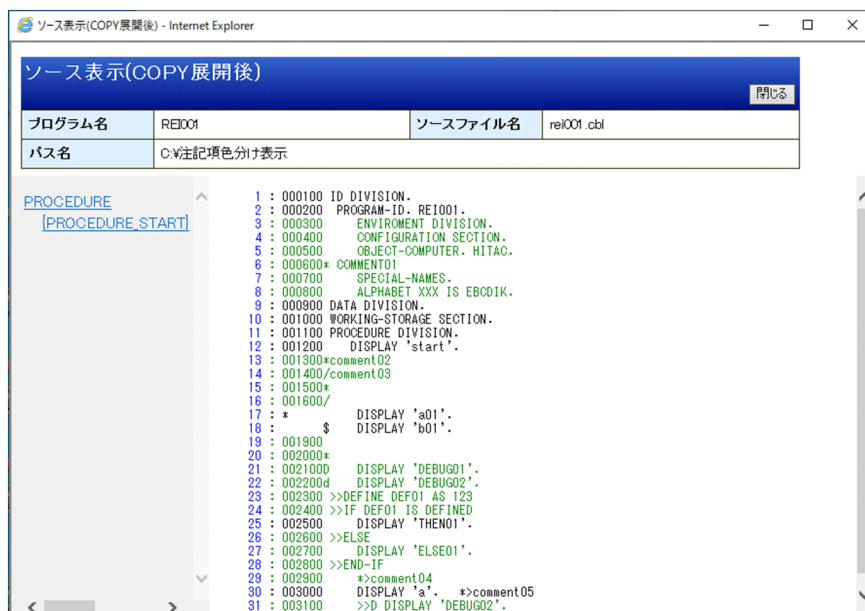 ソース表示(COPY展開後) - Internet Explorer
ソース表示(COPY展開後)
閉じる
プログラム名 REI001 ソースファイル名 rei001.cbl
パス名 C:¥注記項色分け表示
PROCEDURE
{PROCEDURE_START}
1 : 000100 ID DIVISION.
2 : 000200  PROGRAM-ID. REI001.
3 : 000300     ENVIROMENT DIVISION.
4 : 000400     CONFIGURATION SECTION.
5 : 000500     OBJECT-COMPUTER. HITAC.
6 : 000600* COMMENT01
7 : 000700     SPECIAL-NAMES.
8 : 000800     ALPHABET XXX IS EBCDIK.
9 : 000900 DATA DIVISION.
10 : 001000 WORKING-STORAGE SECTION.
11 : 001100 PROCEDURE DIVISION.
12 : 001200    DISPLAY 'start'.
13 : 001300*comment02
14 : 001400/comment03
15 : 001500*
16 : 001600/
17 : *          DISPLAY 'a01'.
18 :       $    DISPLAY 'b01'.
19 : 001900
20 : 002000*
21 : 002100D    DISPLAY 'DEBUG01'.
22 : 002200d    DISPLAY 'DEBUG02'.
23 : 002300 >>DEFINE DEF01 AS 123
24 : 002400 >>IF DEF01 IS DEFINED
25 : 002500     DISPLAY 'THEN01'.
26 : 002600 >>ELSE
27 : 002700     DISPLAY 'ELSE01'.
28 : 002800 >>END-IF
29 : 002900     *>comment04
30 : 003000     DISPLAY 'a'.   *>comment05
31 : 003100     >>D DISPLAY 'DEBUG02'.